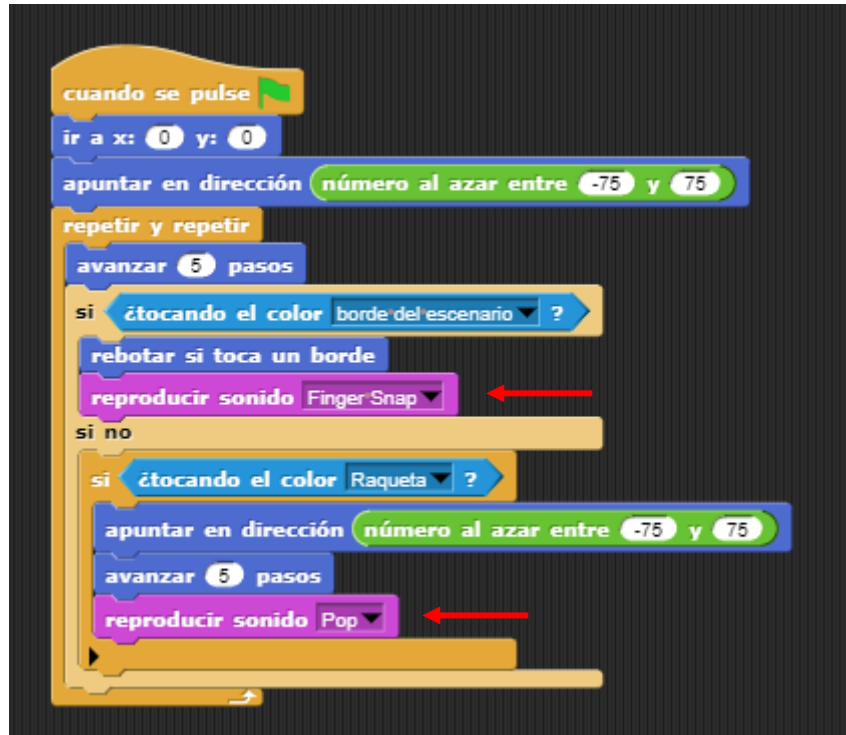 cuando se pulse
ir a x: 0 y: 0
apuntar en dirección número al azar entre -75 y 75
repetir y repetir
avanzar 5 pasos
si ¿tocando el color borde del escenario ?
rebotar si toca un borde
reproducir sonido Finger Snap
si no
si ¿tocando el color Raqueta ?
apuntar en dirección número al azar entre -75 y 75
avanzar 5 pasos
reproducir sonido Pop